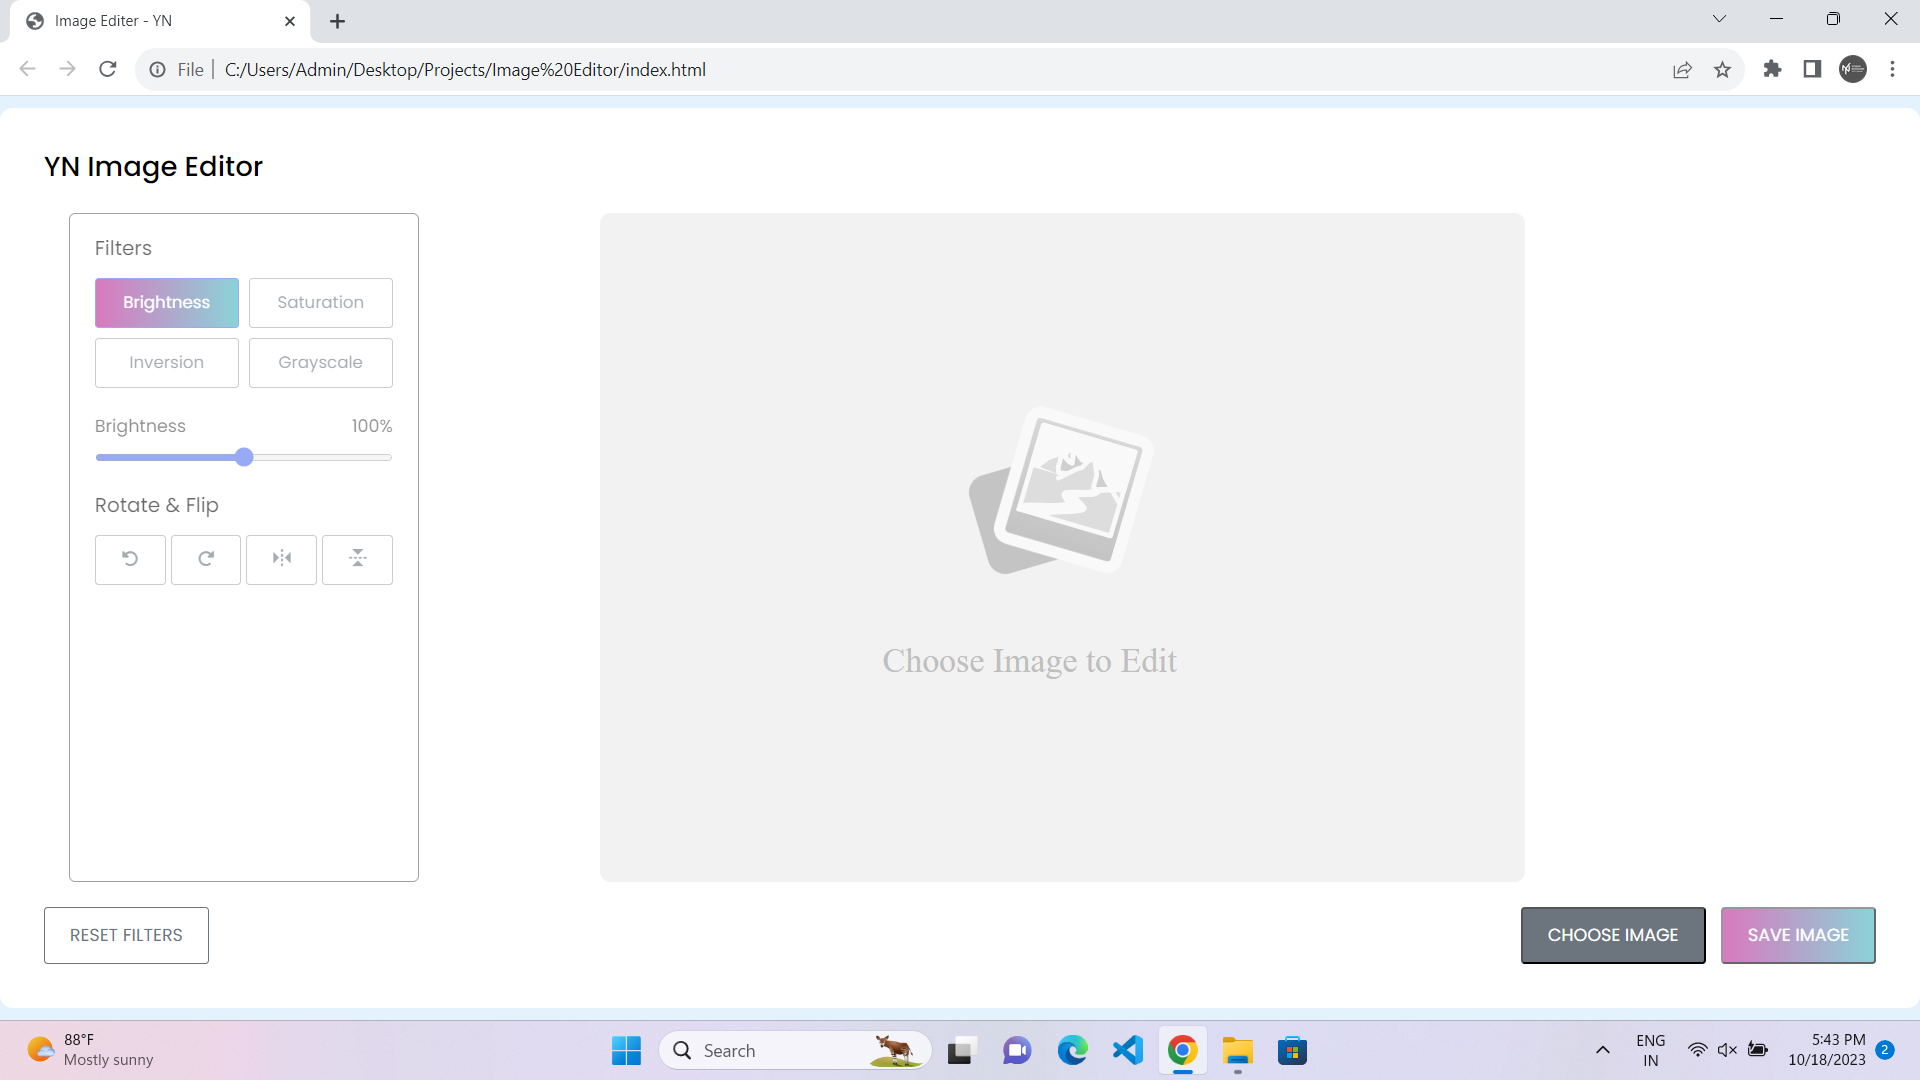 Image Editer - YN
File
C:/Users/Admin/Desktop/Projects/Image%20Editor/index.html
YN Image Editor
Filters
Brightness Saturation
Inversion Grayscale
Brightness 100%
Rotate & Flip
Choose Image to Edit
RESET FILTERS
CHOOSE IMAGE
SAVE IMAGE
88°F
Mostly sunny
Search
ENG
IN
5:43 PM
10/18/2023
2